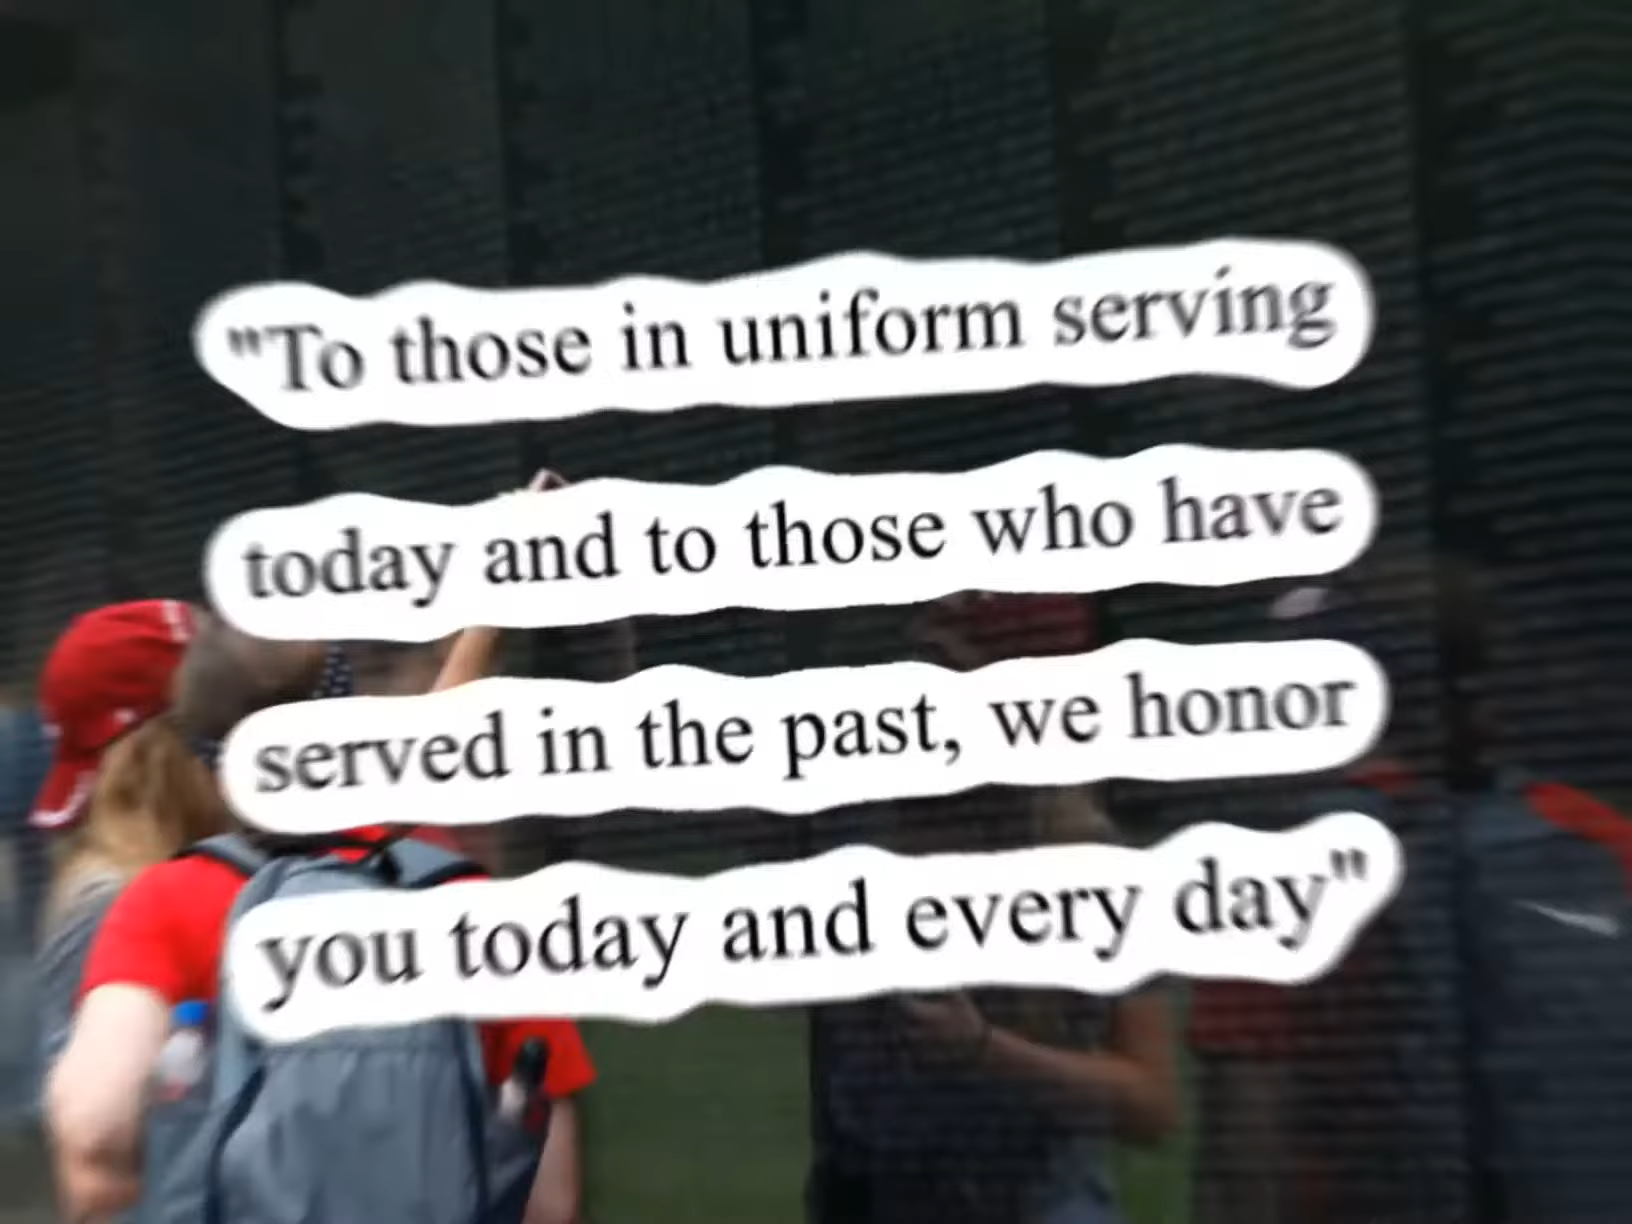 "To those in uniform serving
today and to those who have
served in the past, we honor
you today and every day"